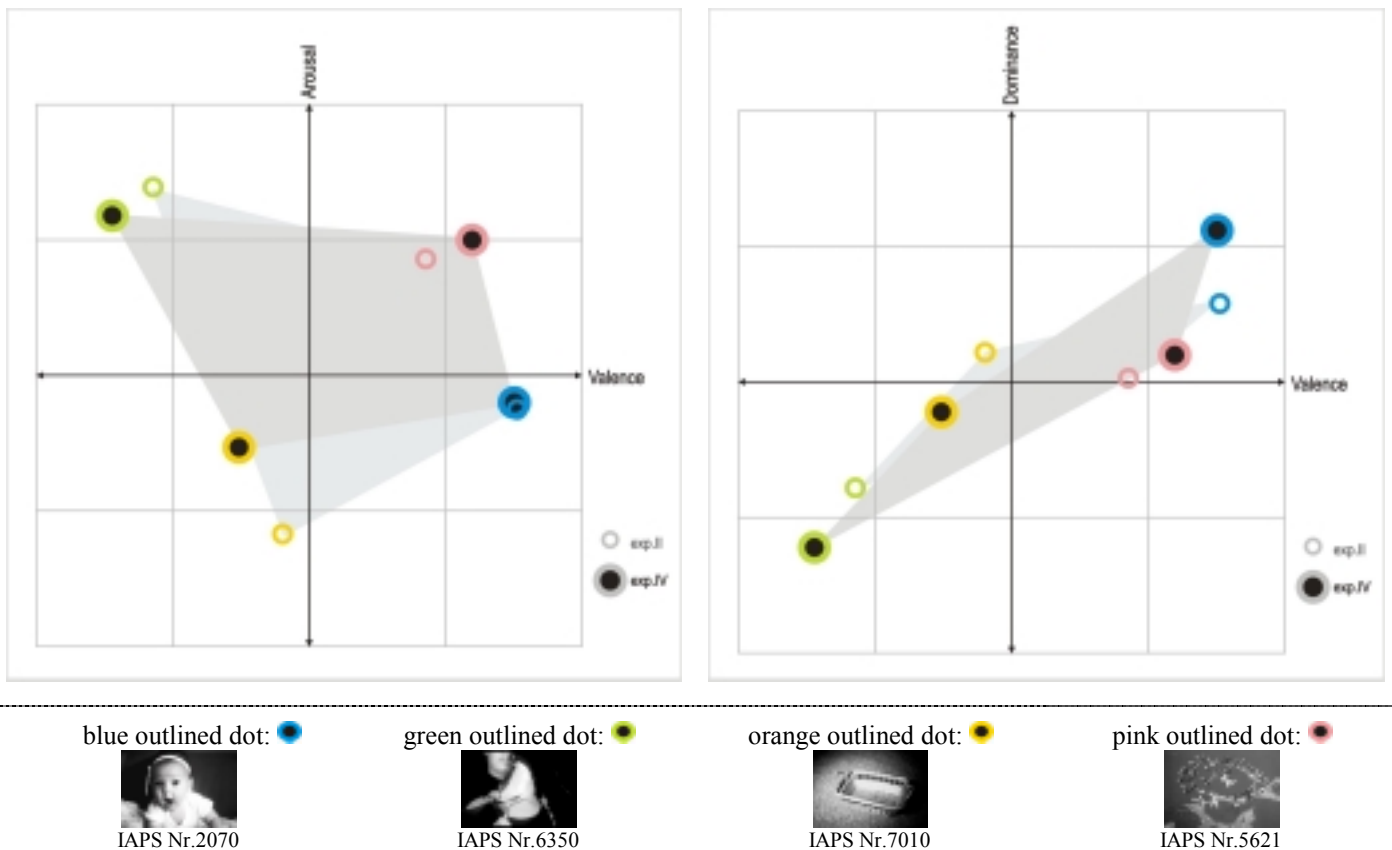 Arousal
Valence
exp.II
exp.IV
Dominance
Valence
exp.II
exp.IV
blue outlined dot:
green outlined dot:
orange outlined dot:
pink outlined dot:
IAPS Nr.2070
IAPS Nr.6350
IAPS Nr.7010
IAPS Nr.5621